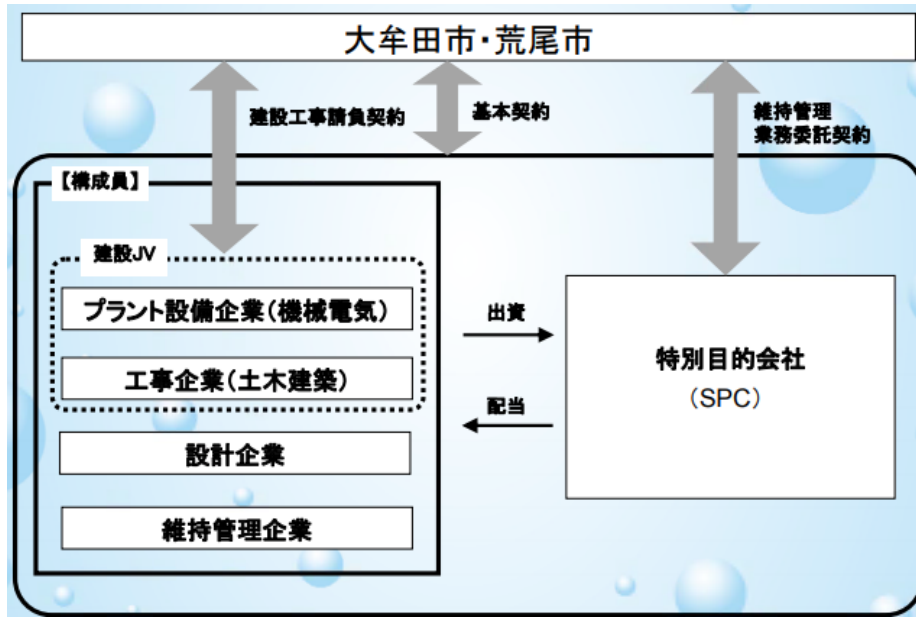 大牟田市・荒尾市
建設工事請負契約
基本契約
維持管理
業務委託契約
【構成員】
建設JV
プラント設備企業（機械電気）
工事企業（土木建築）
設計企業
維持管理企業
出資
配当
特別目的会社
（SPC）